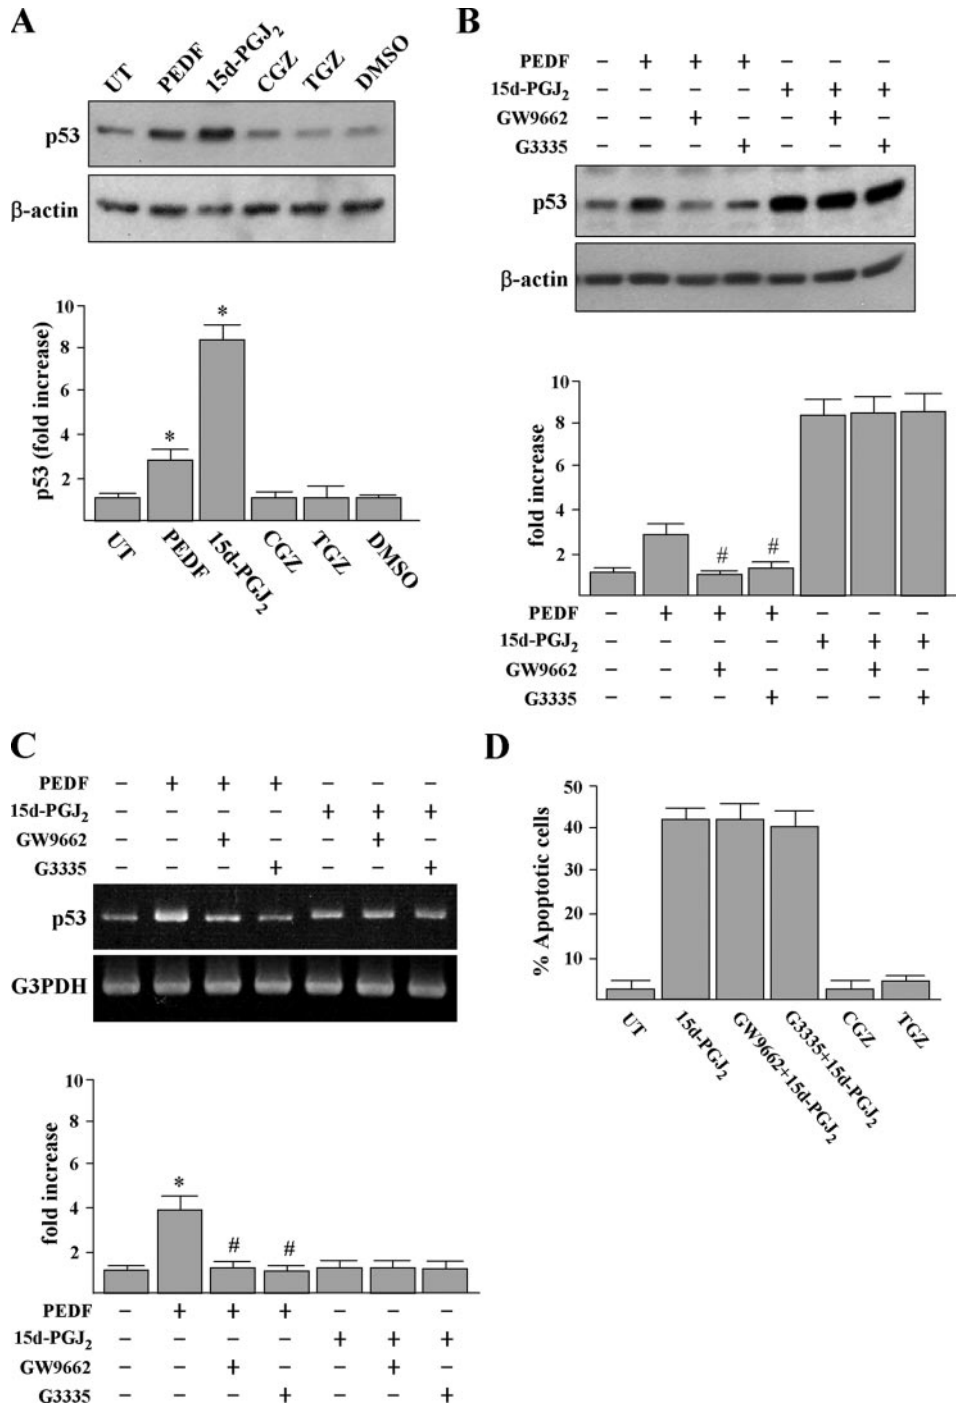 A
UT PEDF 15d-PGJ2 CGZ TGZ DMSO
p53
β-actin
10
8
6
4
2
p53 (fold increase)
* *
UT PEDF 15d-PGJ2 CGZ TGZ DMSO
B
PEDF − + + + − − −
15d-PGJ2 − − − − + + +
GW9662 − − + − − + −
G3335 − − − + − − +
p53
β-actin
10
8
6
4
2
fold increase
# #
PEDF − + + + − − −
15d-PGJ2 − − − − + + +
GW9662 − − + − − + −
G3335 − − − + − − +
C
PEDF − + + + − − −
15d-PGJ2 − − − − + + +
GW9662 − − + − − + −
G3335 − − − + − − +
p53
G3PDH
10
8
6
4
2
fold increase
* # #
PEDF − + + + − − −
15d-PGJ2 − − − − + + +
GW9662 − − + − − + −
G3335 − − − + − − +
D
50
40
30
20
10
% Apoptotic cells
UT 15d-PGJ2 GW9662+15d-PGJ2 G3335+15d-PGJ2 CGZ TGZ